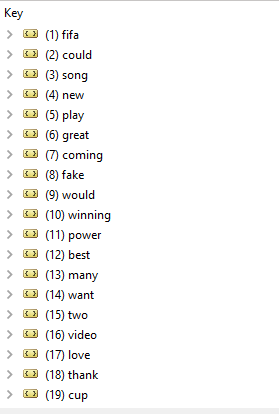 Key
(1) fifa
(2) could
(3) song
(4) new
(5) play
(6) great
(7) coming
(8) fake
(9) would
(10) winning
(11) power
(12) best
(13) many
(14) want
(15) two
(16) video
(17) love
(18) thank
(19) cup